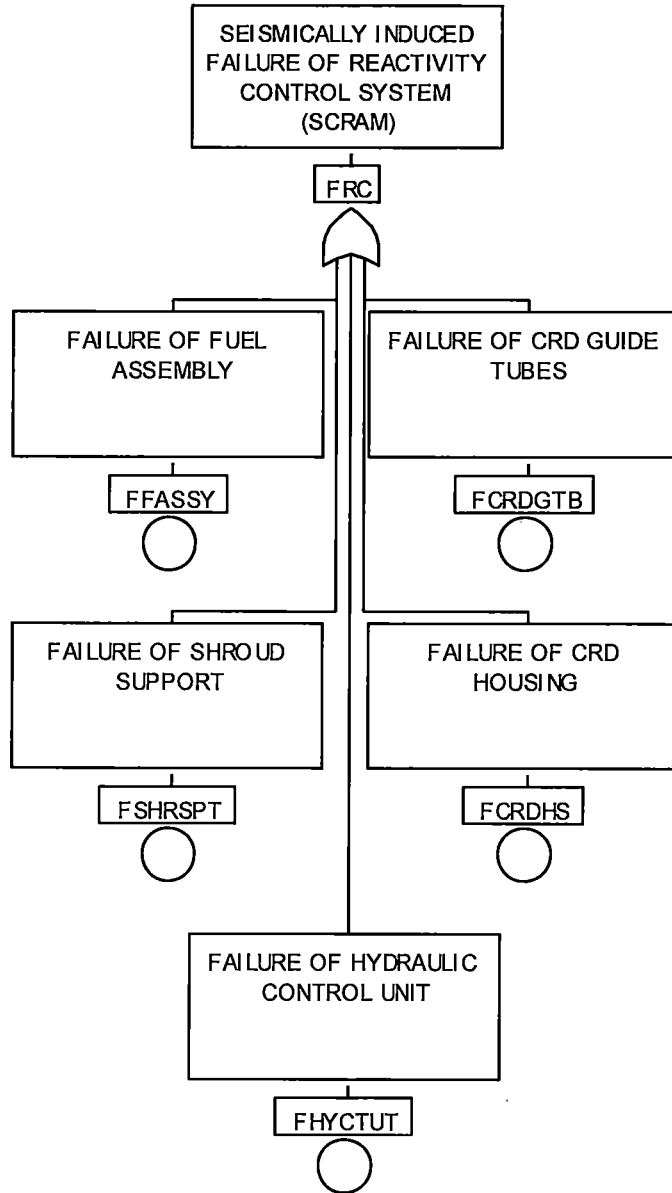 SEISMICALLY INDUCED
FAILURE OF REACTIVITY
CONTROL SYSTEM
(SCRAM)
FRC
FAILURE OF FUEL
ASSEMBLY
FFASSY
FAILURE OF CRD GUIDE
TUBES
FCRDGTB
FAILURE OF SHROUD
SUPPORT
FSHRSPT
FAILURE OF CRD
HOUSING
FCRDHS
FAILURE OF HYDRAULIC
CONTROL UNIT
FHYCTUT